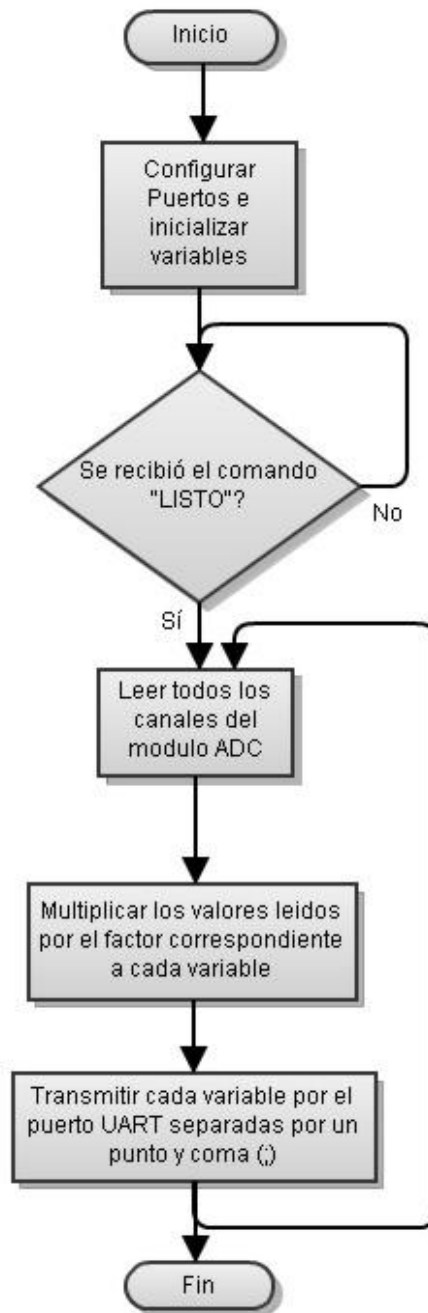 Inicio
Configurar
Puertos e
inicializar
variables
Se recibió el comando
"LISTO"?
No
Sí
Leer todos los
canales del
modulo ADC
Multiplicar los valores leidos
por el factor correspondiente
a cada variable
Transmitir cada variable por el
puerto UART separadas por un
punto y coma (;)
Fin